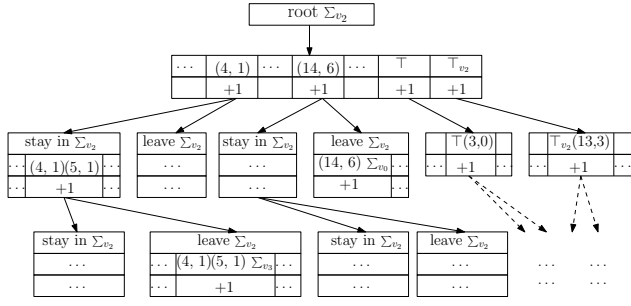 root Σ_{v_2}
⋯ (4, 1) ⋯ (14, 6) ⋯ ⊤ ⊤_{v_2}
+1 +1 +1 +1
stay in Σ_{v_2} leave Σ_{v_2} stay in Σ_{v_2} leave Σ_{v_2} ⊤(3,0) ⊤_{v_2}(13,3)
⋯ (4, 1)(5, 1) ⋯ ⋯ ⋯ (14, 6) Σ_{v_0} ⋯ +1 +1
⋯ +1 ⋯ ⋯ ⋯ +1
stay in Σ_{v_2} leave Σ_{v_2} stay in Σ_{v_2} leave Σ_{v_2}
⋯ ⋯ (4, 1)(5, 1) Σ_{v_3} ⋯ ⋯ ⋯ ⋯ ⋯
⋯ ⋯ +1 ⋯ ⋯ ⋯ ⋯ ⋯